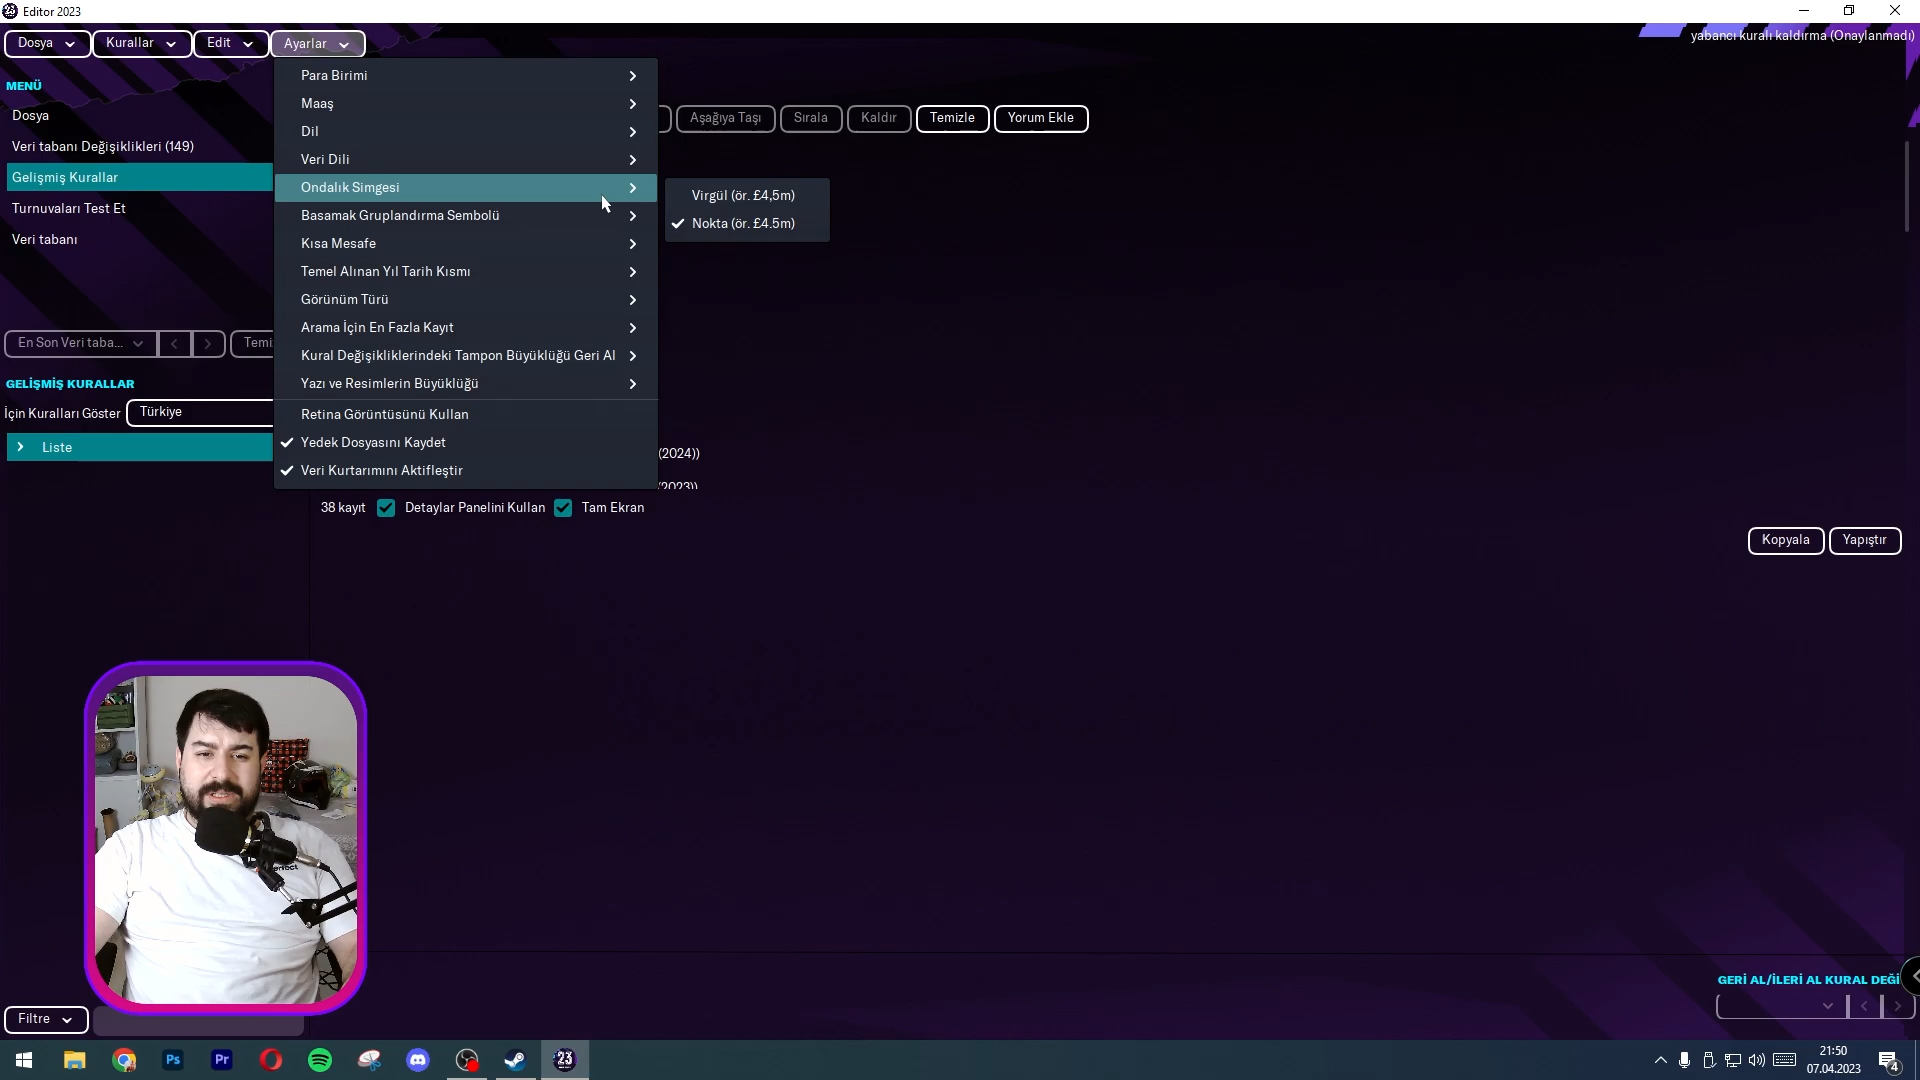 Editor 2023
Dosya
Kurallar
Edit
Ayarlar
yabancı kuralı kaldırma (Onaylanmadı)
MENÜ
Dosya
Veri tabanı Değişiklikleri (149)
Gelişmiş Kurallar
Turnuvaları Test Et
Veri tabanı
Para Birimi
Maaş
Dil
Veri Dili
Ondalık Simgesi
Basamak Gruplandırma Sembolü
Kısa Mesafe
Temel Alınan Yıl Tarih Kısmı
Görünüm Türü
Arama İçin En Fazla Kayıt
Kural Değişikliklerindeki Tampon Büyüklüğü Geri Al
Yazı ve Resimlerin Büyüklüğü
Retina Görüntüsünü Kullan
Yedek Dosyasını Kaydet
Veri Kurtarımını Aktifleştir
Virgül (ör. £4,5m)
Nokta (ör. £4.5m)
Aşağıya Taşı
Sırala
Kaldır
Temizle
Yorum Ekle
En Son Veri taba...
Temi
GELİŞMİŞ KURALLAR
İçin Kuralları Göster
Türkiye
Liste
(2024))
(2023))
38 kayıt
Detaylar Panelini Kullan
Tam Ekran
Kopyala
Yapıştır
GERİ AL/İLERİ AL KURAL DEĞİ
Filtre
Ps
Pr
23
21:50
07.04.2023
4